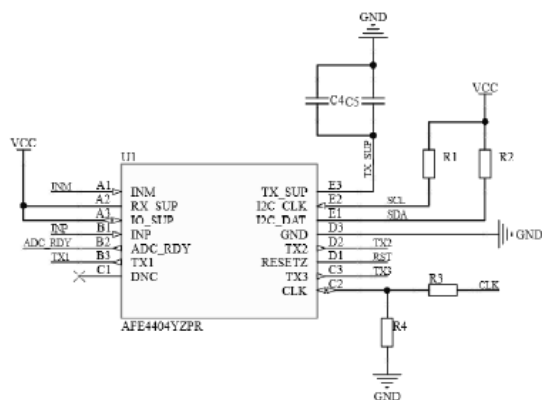 GND
C4 C5
VCC
TX_SUP
VCC
R1 R2
U1
INM A1 INM TX_SUP E3
A2 RX_SUP I2C_CLK E2 SCL
A3 IO_SUP I2C_DAT E1 SDA
INP B1 INP GND D3 GND
ADC_RDY B2 ADC_RDY TX2 D2 TX2
TX1 B3 TX1 RESETZ D1 RST
C1 DNC TX3 C3 TX3
CLK C2 R3 CLK
AFE4404YZPR
R4
GND